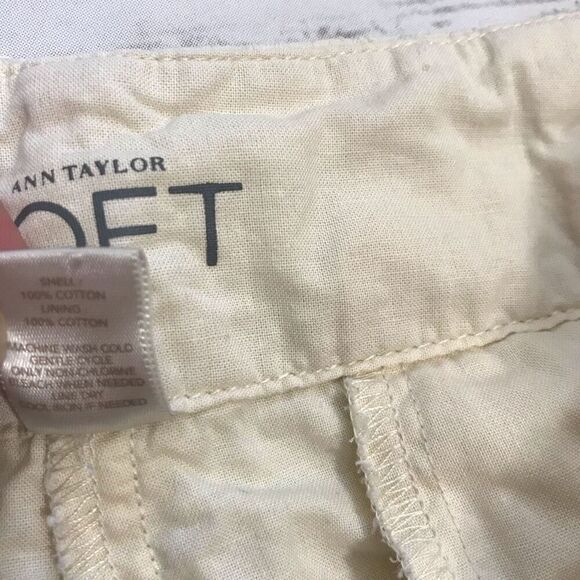 ANN TAYLOR
OFT
SHELL:
100% COTTON
LINING:
100% COTTON
MACHINE WASH COLD
GENTLE CYCLE
ONLY NON-CHLORINE
BLEACH WHEN NEEDED
LINE DRY
COOL IRON IF NEEDED